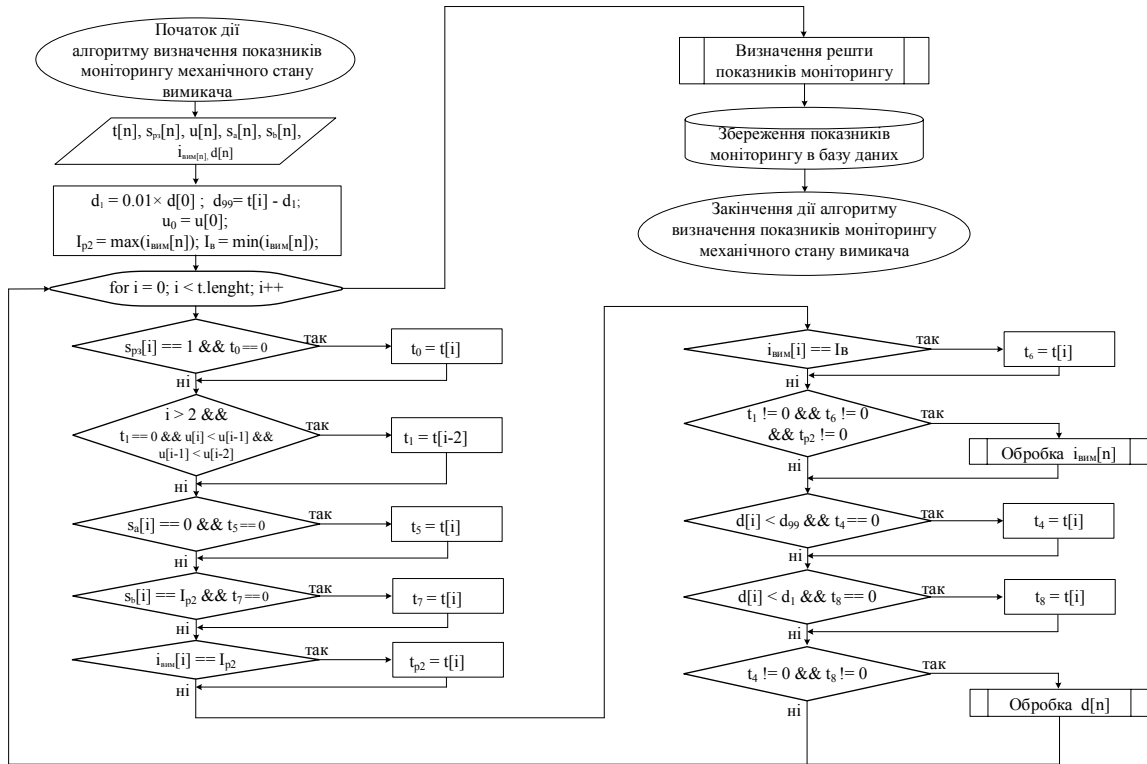 Початок дії
алгоритму визначення показників
моніторингу механічного стану
вимикача
t[n], sрз[n], u[n], sa[n], sb[n],
iвим[n], d[n]
d1 = 0.01× d[0] ; d99= t[i] - d1;
u0 = u[0];
Ip2 = max(iвим[n]); Iв = min(iвим[n]);
for i = 0; i < t.lenght; i++
sрз[i] == 1 && t0 == 0
так
t0 = t[i]
ні
i > 2 &&
t1 == 0 && u[i] < u[i-1] &&
u[i-1] < u[i-2]
так
t1 = t[i-2]
ні
sa[i] == 0 && t5 == 0
так
t5 = t[i]
ні
sb[i] == Ip2 && t7 == 0
так
t7 = t[i]
ні
iвим[i] == Ip2
так
tp2 = t[i]
ні
iвим[i] == Iв
так
t6 = t[i]
ні
t1 != 0 && t6 != 0
&& tp2 != 0
так
Обробка iвим[n]
ні
d[i] < d99 && t4 == 0
так
t4 = t[i]
ні
d[i] < d1 && t8 == 0
так
t8 = t[i]
ні
t4 != 0 && t8 != 0
так
Обробка d[n]
ні
Визначення решти
показників моніторингу
Збереження показників
моніторингу в базу даних
Закінчення дії алгоритму
визначення показників моніторингу
механічного стану вимикача